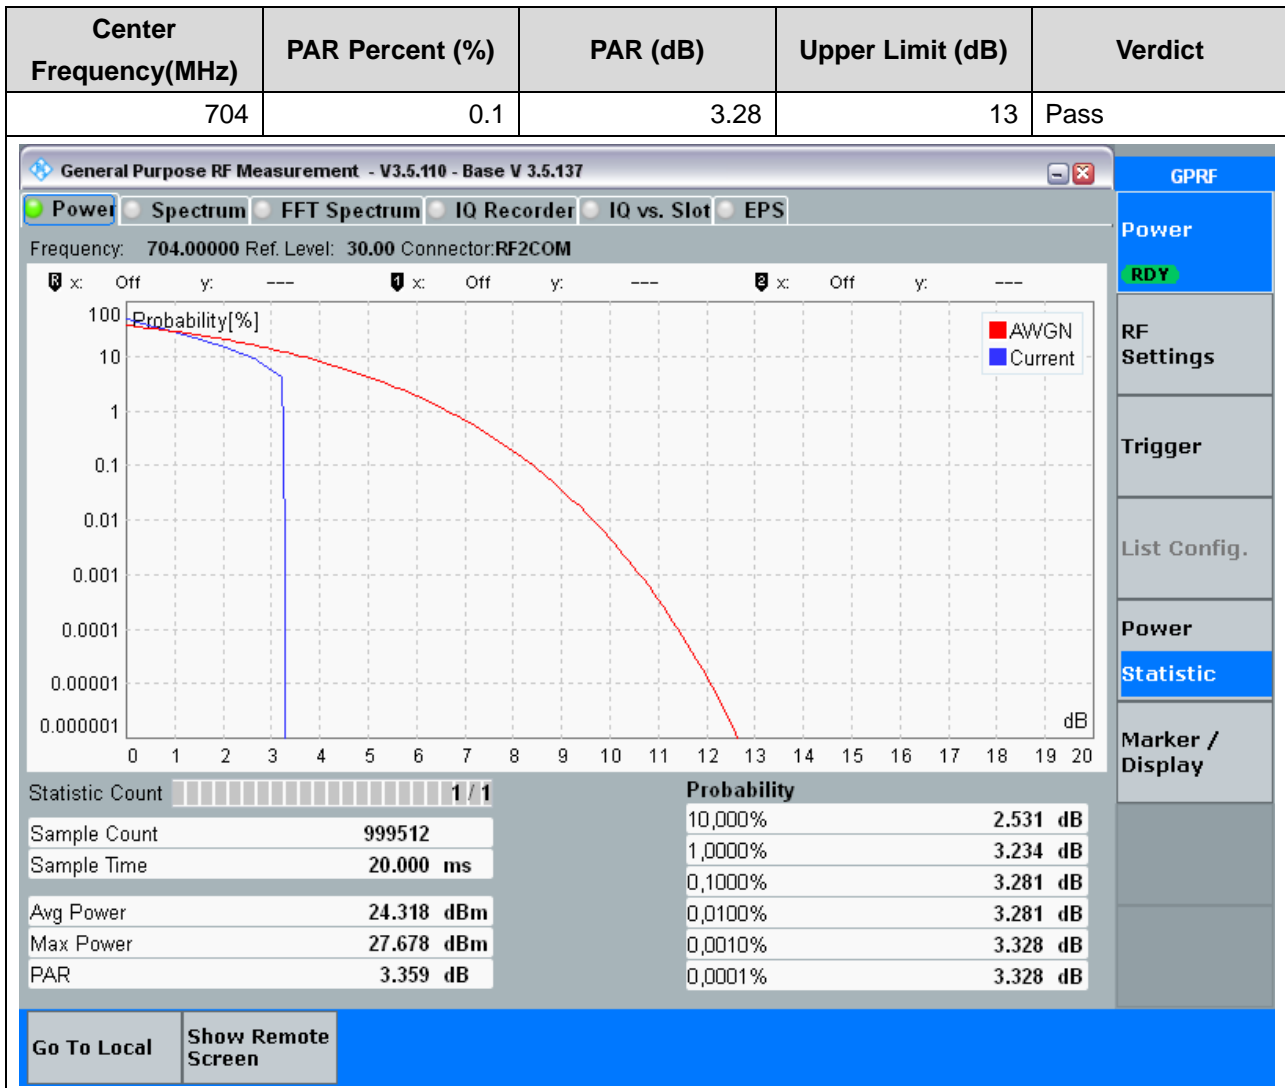 Center Frequency(MHz) PAR Percent (%) PAR (dB) Upper Limit (dB) Verdict
704 0.1 3.28 13 Pass
General Purpose RF Measurement - V3.5.110 - Base V 3.5.137
GPRF
Power Spectrum FFT Spectrum IQ Recorder IQ vs. Slot EPS
Frequency: 704.00000 Ref. Level: 30.00 Connector:RF2COM
R x: Off y: --- 1 x: Off y: --- 2 x: Off y: ---
Probability[%]
AWGN
Current
100
10
1
0.1
0.01
0.001
0.0001
0.00001
0.000001
dB
0 1 2 3 4 5 6 7 8 9 10 11 12 13 14 15 16 17 18 19 20
Statistic Count 1 / 1
Sample Count 999512
Sample Time 20.000 ms
Avg Power 24.318 dBm
Max Power 27.678 dBm
PAR 3.359 dB
Probability
10,000% 2.531 dB
1,0000% 3.234 dB
0,1000% 3.281 dB
0,0100% 3.281 dB
0,0010% 3.328 dB
0,0001% 3.328 dB
Power
RDY
RF
Settings
Trigger
List Config.
Power
Statistic
Marker /
Display
Go To Local
Show Remote
Screen